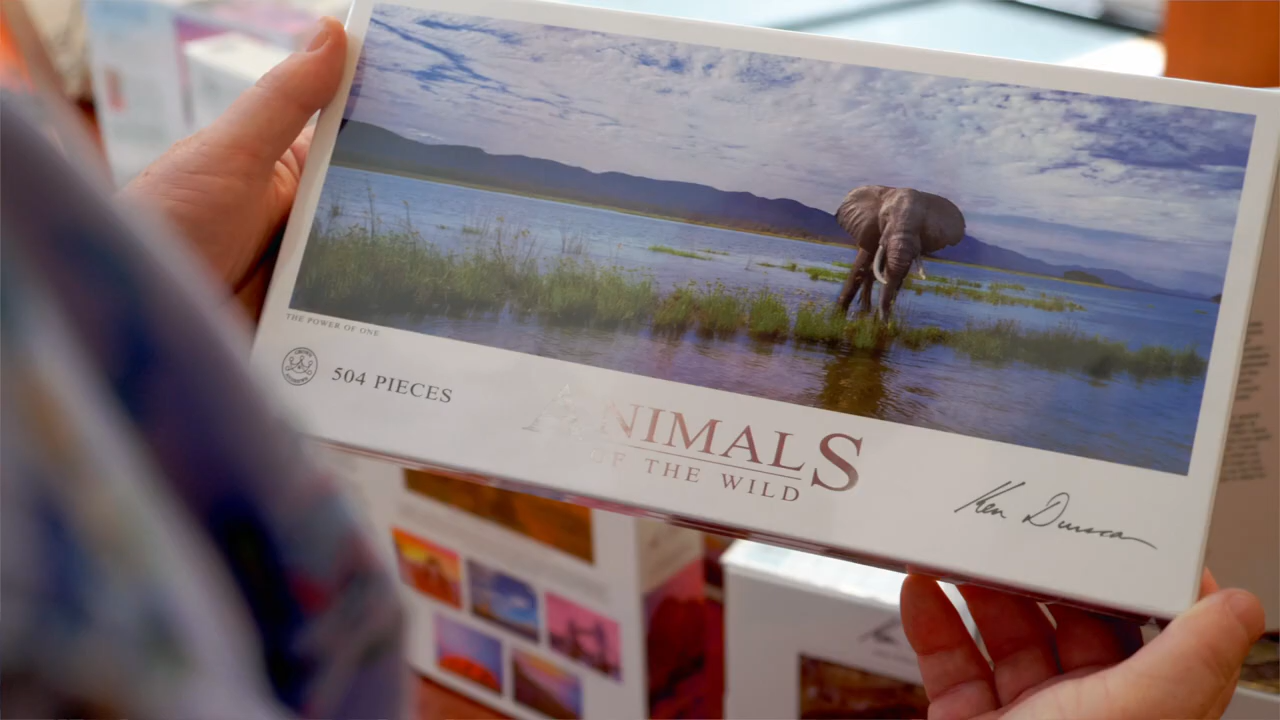 THE POWER OF ONE
504 PIECES
ANIMALS
OF THE WILD
Ken Duncan